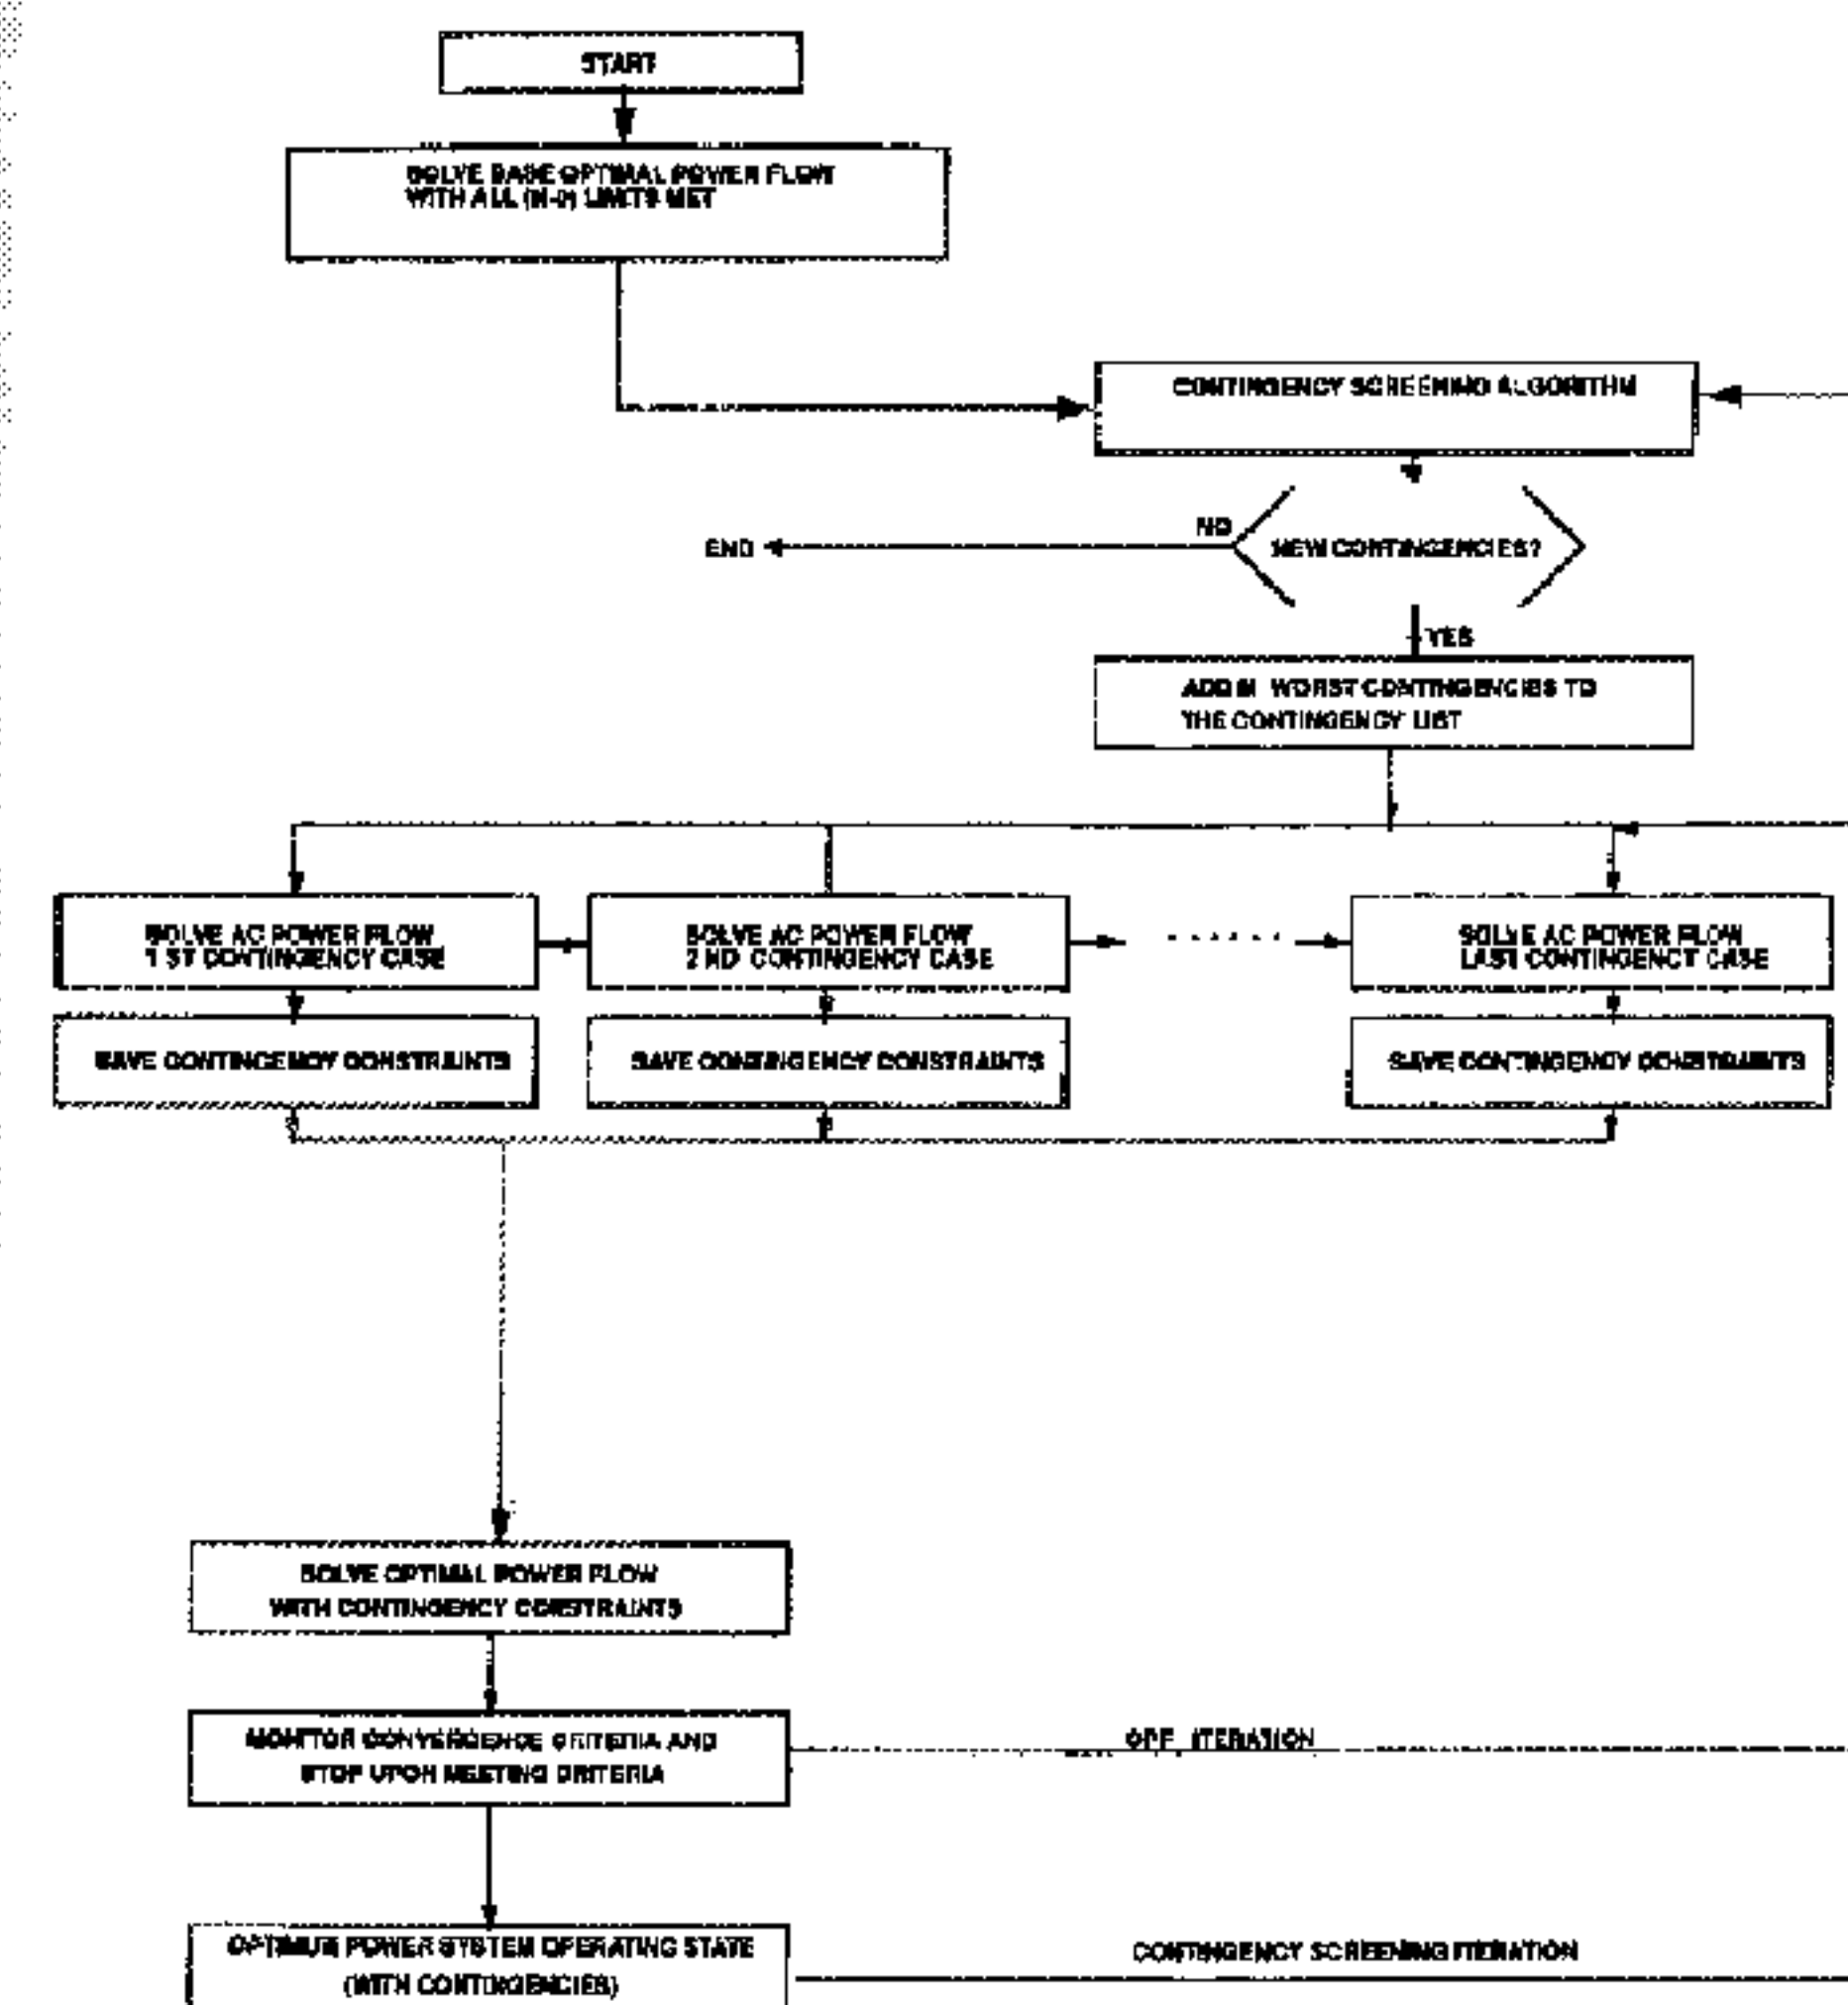 START
SOLVE BASE OPTIMAL POWER FLOW
WITH ALL (N-0) LIMITS MET
CONTINGENCY SCREENING ALGORITHM
NO
END
NEW CONTINGENCIES?
YES
ADD M WORST CONTINGENCIES TO
THE CONTINGENCY LIST
SOLVE AC POWER FLOW
1 ST CONTINGENCY CASE
SOLVE AC POWER FLOW
2 ND CONTINGENCY CASE
SOLVE AC POWER FLOW
LAST CONTINGENCY CASE
SAVE CONTINGENCY CONSTRAINTS
SAVE CONTINGENCY CONSTRAINTS
SAVE CONTINGENCY CONSTRAINTS
SOLVE OPTIMAL POWER FLOW
WITH CONTINGENCY CONSTRAINTS
MONITOR CONVERGENCE CRITERIA AND
STOP UPON MEETING CRITERIA
OPF ITERATION
OPTIMUM POWER SYSTEM OPERATING STATE
(WITH CONTINGENCIES)
CONTINGENCY SCREENING ITERATION